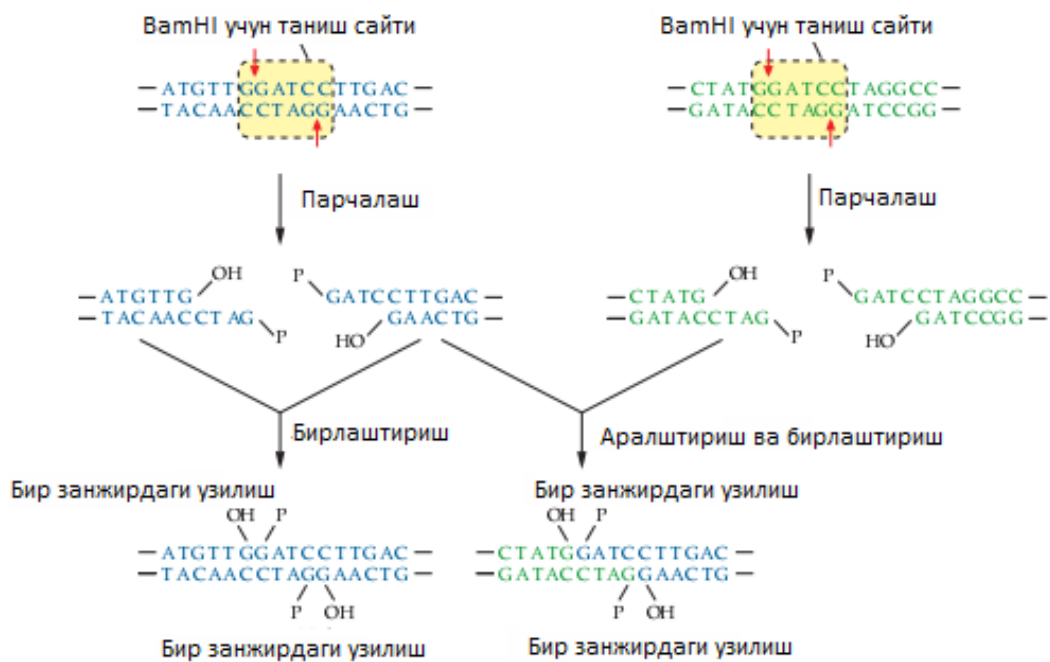 BamHI учун таниш сайти
BamHI учун таниш сайти
— ATGTTGGATCCTTGAC —
— TACAACCTAGGAACTG —
— CTATGGATCCTAGGCC —
— GATACCTAGGATCCGG —
Парчалаш
Парчалаш
OH
P
— ATGTTG
— TACAACCTAG
P
GATCCTTGAC —
GAACTG —
HO
OH
P
— CTATG
— GATACCTAG
P
GATCCTAGGCC —
GATCCGG —
HO
Бирлаштириш
Аралштириш ва бирлаштириш
Бир занжирдаги узилиш
Бир занжирдаги узилиш
OH P
— ATGTTGGATCCTTGAC —
— TACAACCTAGGAACTG —
P OH
OH P
— CTATGGATCCTTGAC —
— GATACCTAGGAACTG —
P OH
Бир занжирдаги узилиш
Бир занжирдаги узилиш